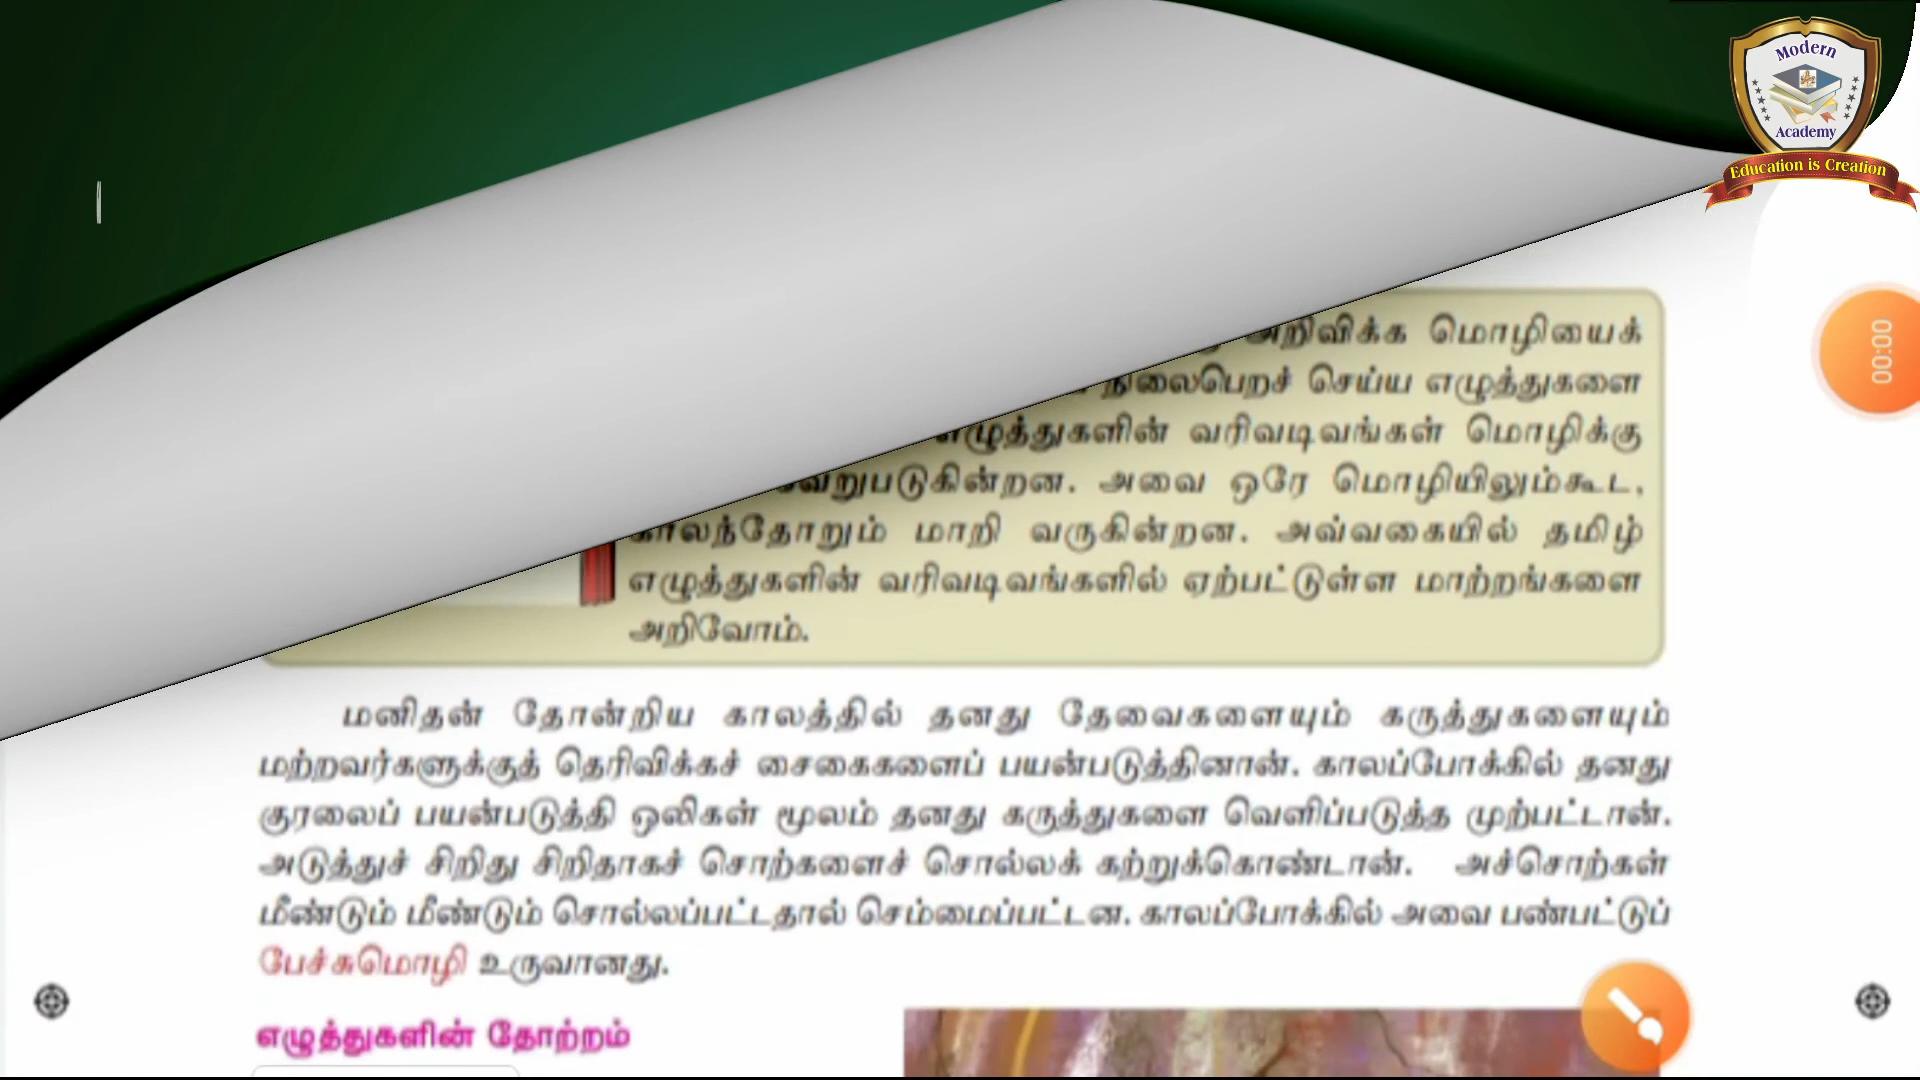 Modern
Academy
Education is Creation
00:00
அறிவிக்க மொழியைக்
நிலைபெறச் செய்ய எழுத்துகளை
எழுத்துகளின் வரிவடிவங்கள் மொழிக்கு
வேறுபடுகின்றன. அவை ஒரே மொழியிலும்கூட,
காலந்தோறும் மாறி வருகின்றன. அவ்வகையில் தமிழ்
எழுத்துகளின் வரிவடிவங்களில் ஏற்பட்டுள்ள மாற்றங்களை
அறிவோம்.
மனிதன் தோன்றிய காலத்தில் தனது தேவைகளையும் கருத்துகளையும்
மற்றவர்களுக்குத் தெரிவிக்கச் சைகைகளைப் பயன்படுத்தினான். காலப்போக்கில் தனது
குரலைப் பயன்படுத்தி ஒலிகள் மூலம் தனது கருத்துகளை வெளிப்படுத்த முற்பட்டான்.
அடுத்துச் சிறிது சிறிதாகச் சொற்களைச் சொல்லக் கற்றுக்கொண்டான். அச்சொற்கள்
மீண்டும் மீண்டும் சொல்லப்பட்டதால் செம்மைப்பட்டன. காலப்போக்கில் அவை பண்பட்டுப்
பேச்சுமொழி உருவானது.
எழுத்துகளின் தோற்றம்